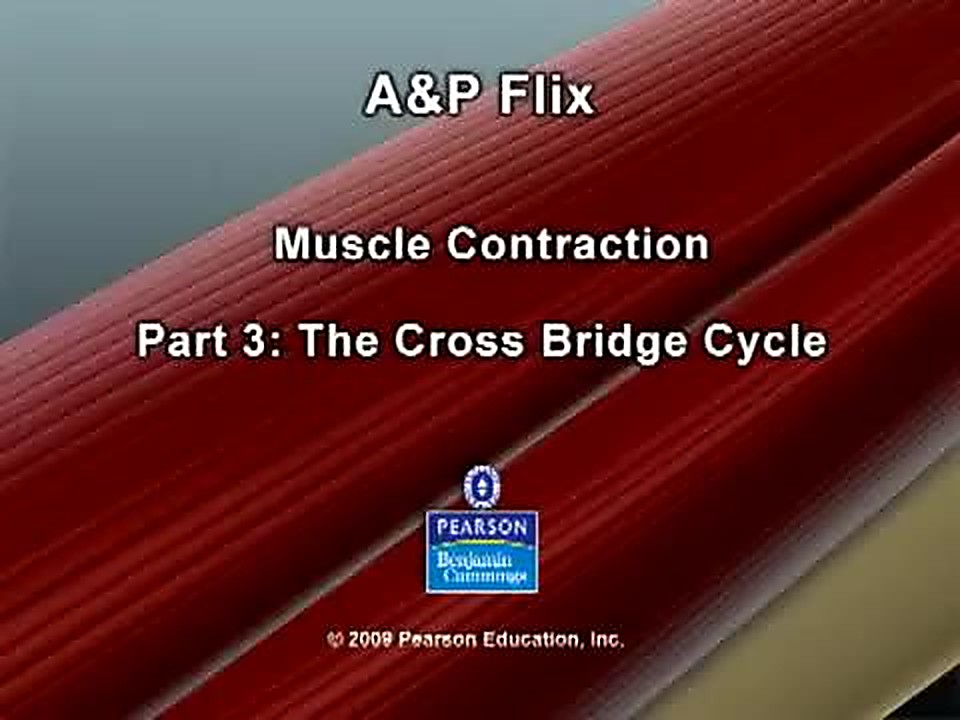 A&P Flix
Muscle Contraction
Part 3: The Cross Bridge Cycle
PEARSON
Benjamin
Cummings
© 2009 Pearson Education, Inc.